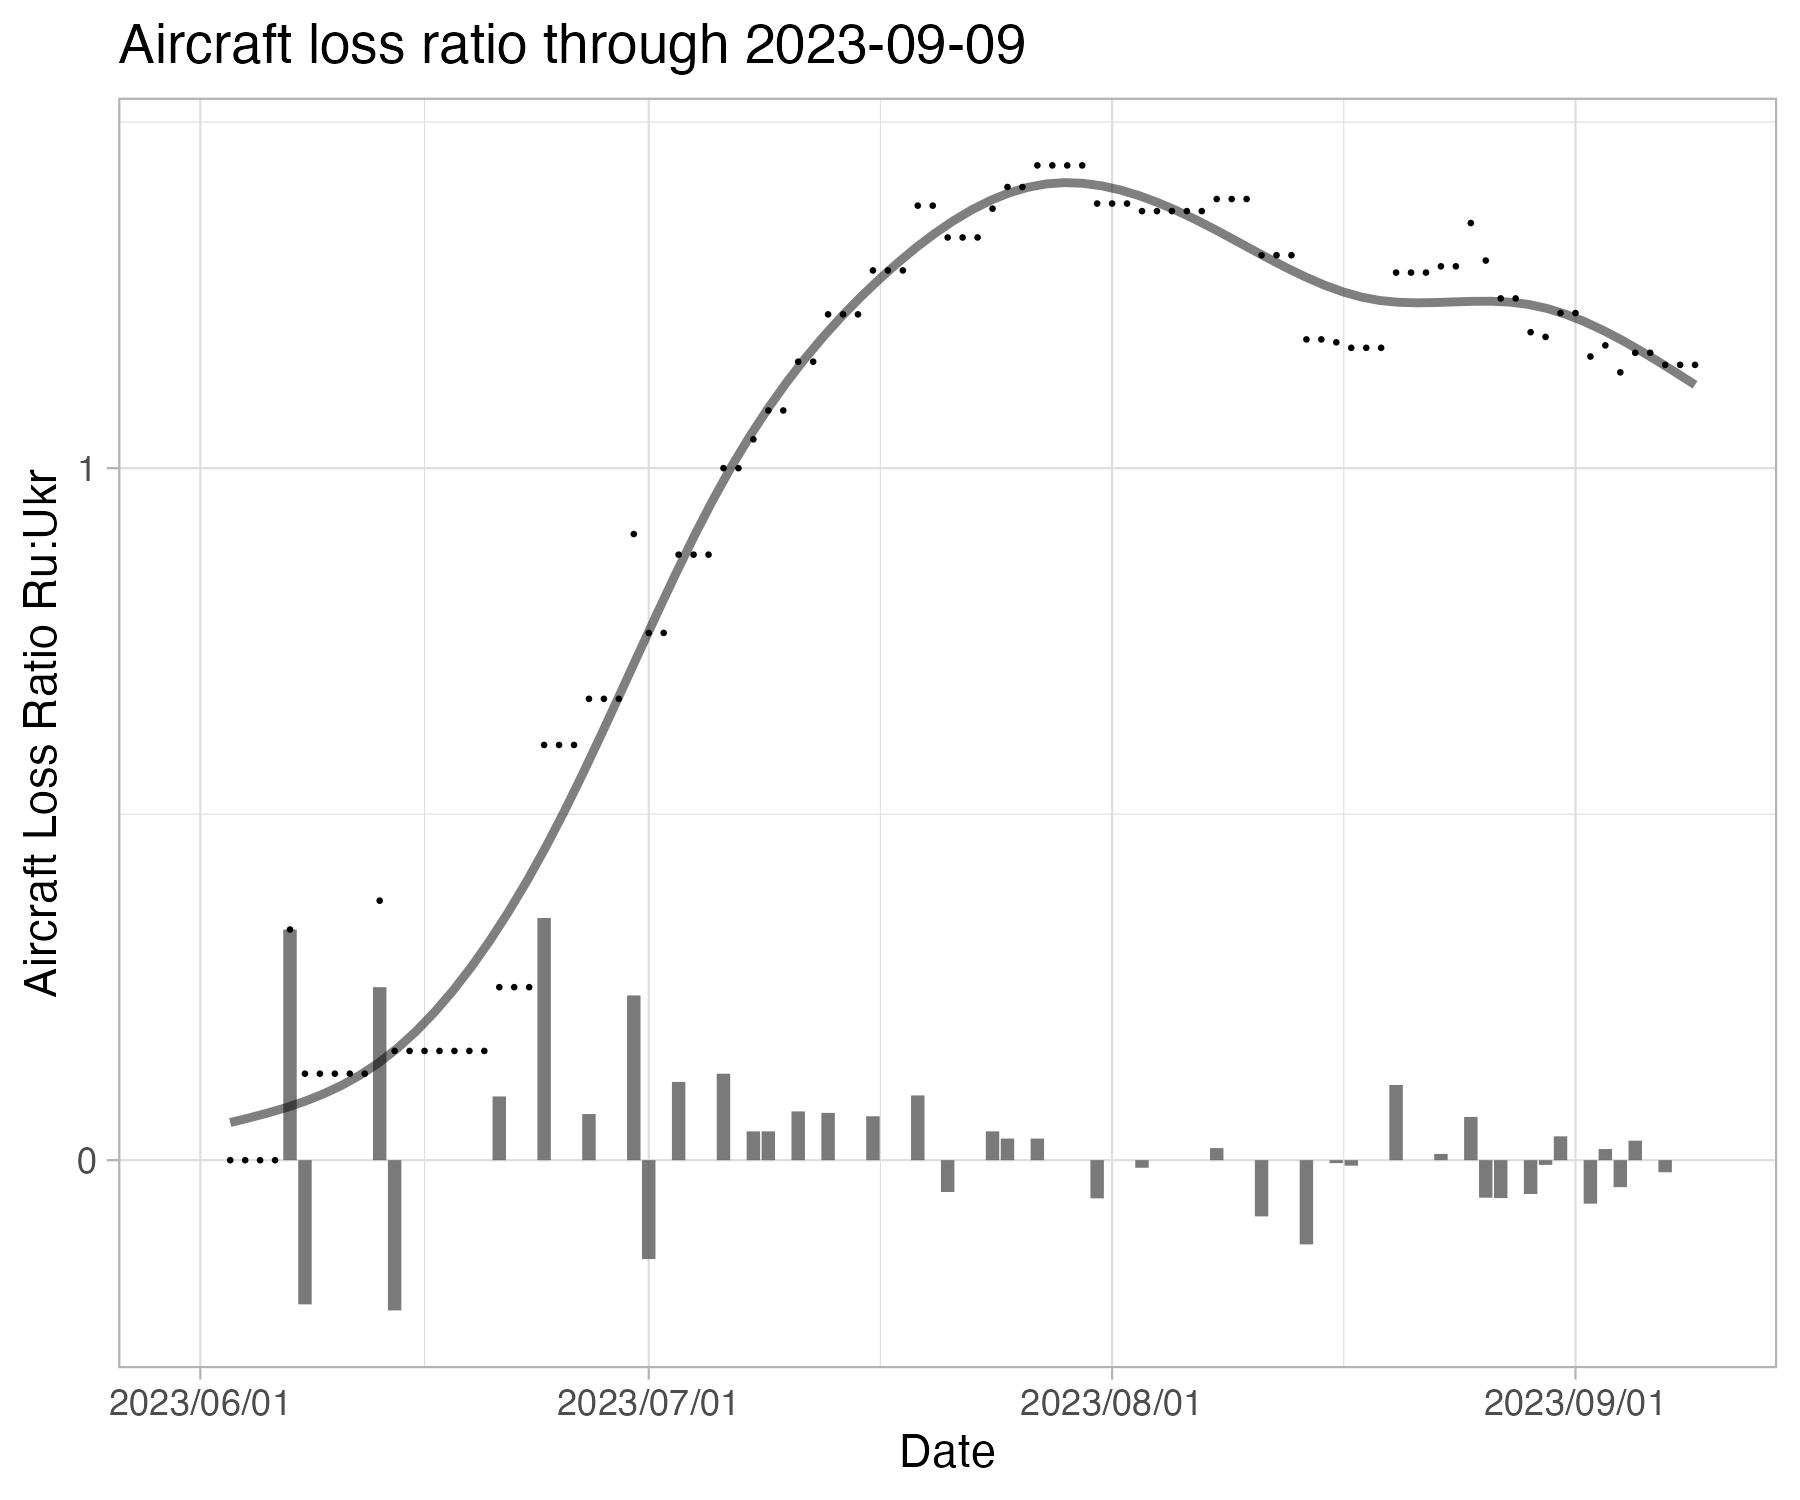 Aircraft loss ratio through 2023-09-09
Aircraft Loss Ratio Ru:Ukr
1
0
2023/06/01
2023/07/01
2023/08/01
2023/09/01
Date